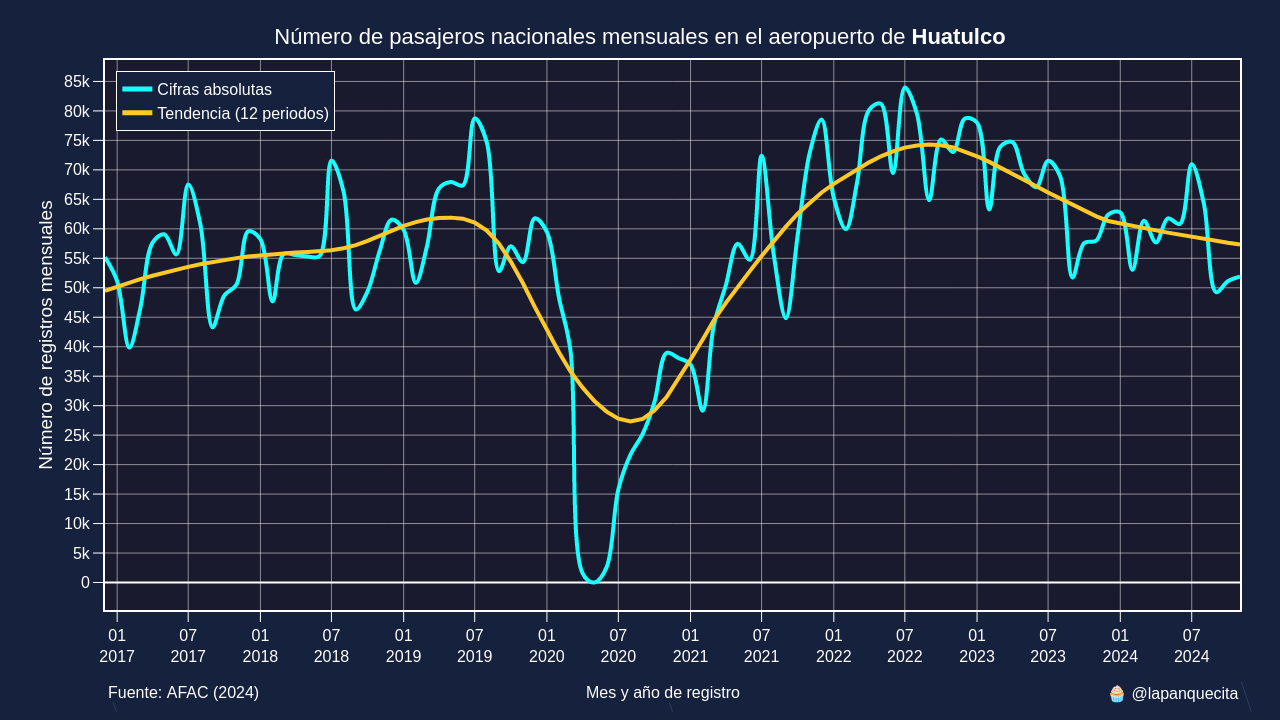 Número de pasajeros nacionales mensuales en el aeropuerto de Huatulco
Cifras absolutas
Tendencia (12 periodos)
Número de registros mensuales
85k
80k
75k
70k
65k
60k
55k
50k
45k
40k
35k
30k
25k
20k
15k
10k
5k
0
01 07 01 07 01 07 01 07 01 07 01 07 01 07 01 07
2017 2017 2018 2018 2019 2019 2020 2020 2021 2021 2022 2022 2023 2023 2024 2024
Fuente: AFAC (2024) Mes y año de registro 🧁 @lapanquecita